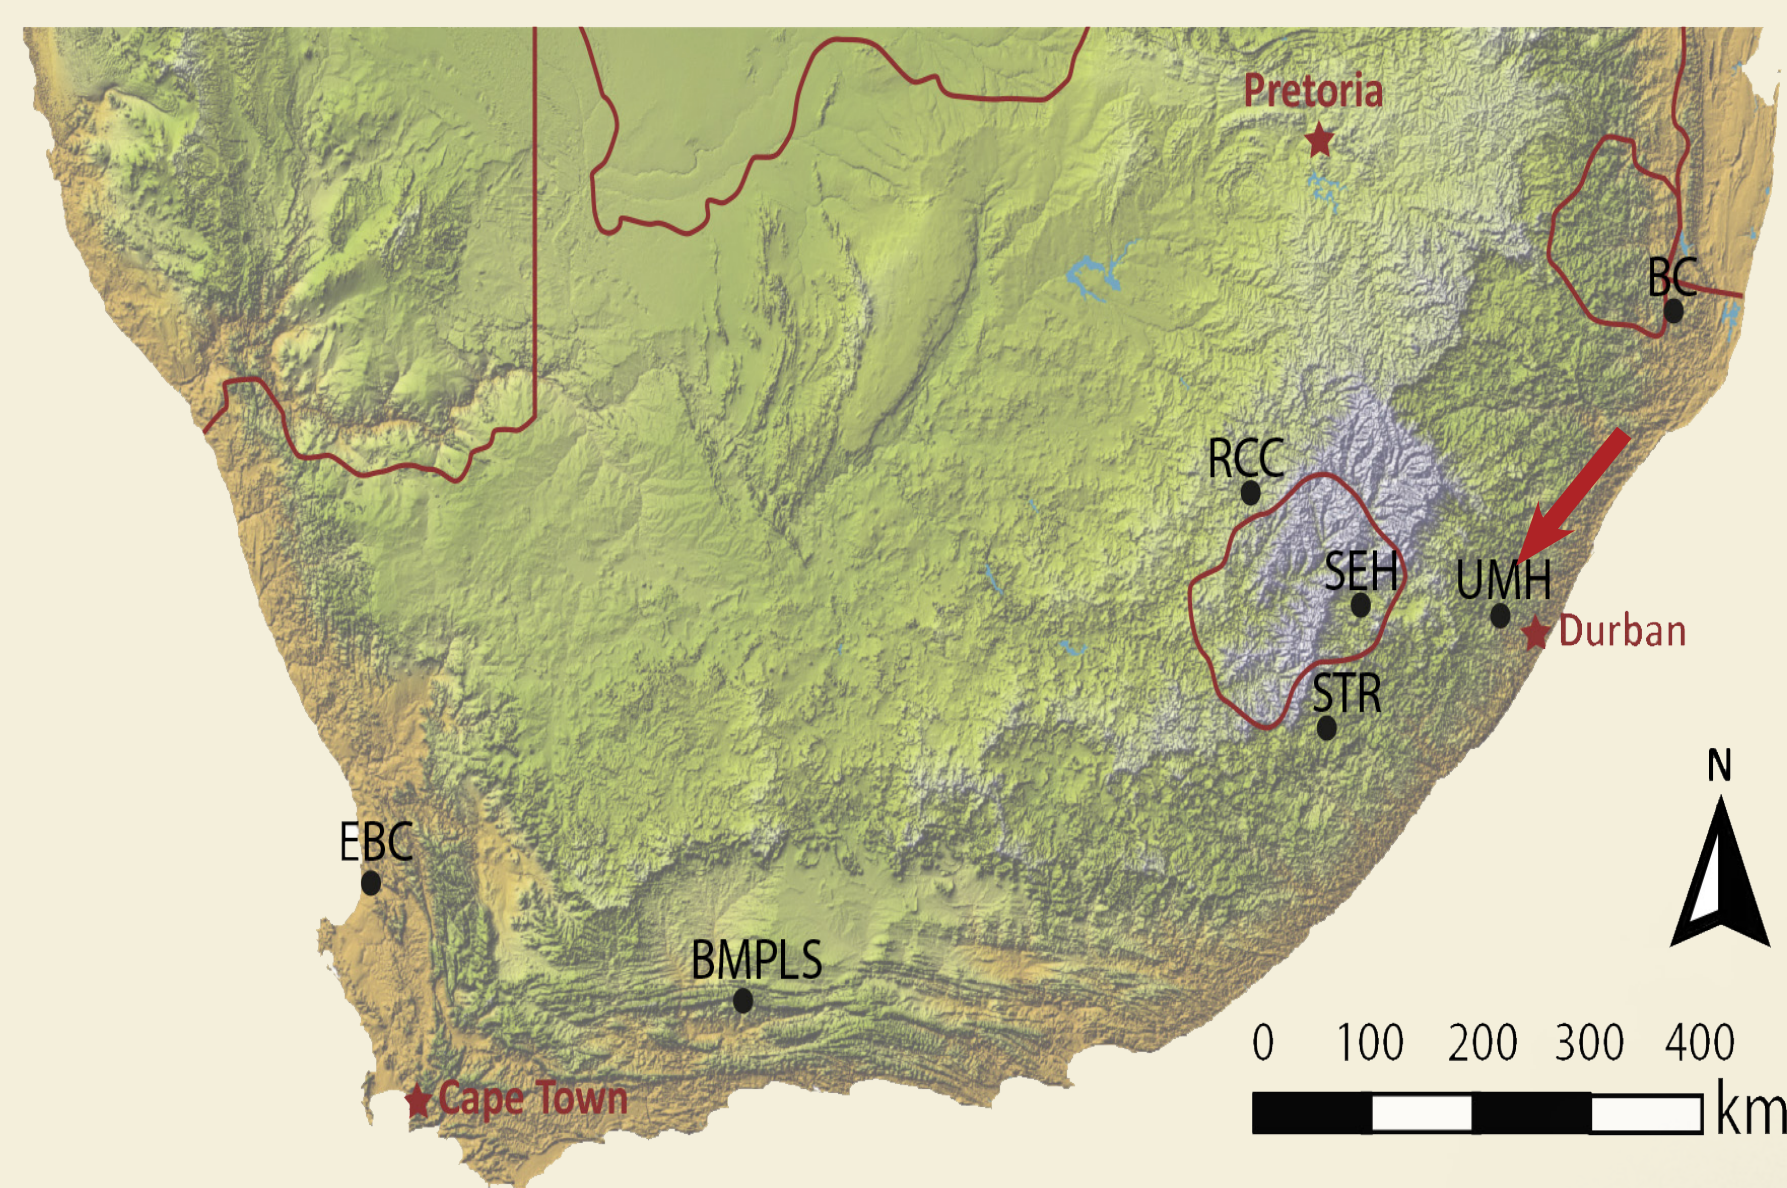 Pretoria
BC
RCC
SEH
UMH
Durban
STR
N
EBC
BMPLS
0 100 200 300 400
km
Cape Town